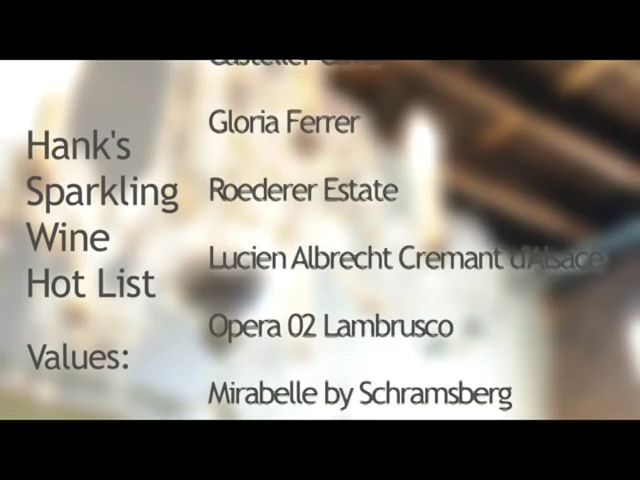 Hank's
Sparkling
Wine
Hot List
Values:
Gloria Ferrer
Roederer Estate
Lucien Albrecht Cremant d'Alsace
Opera 02 Lambrusco
Mirabelle by Schramsberg